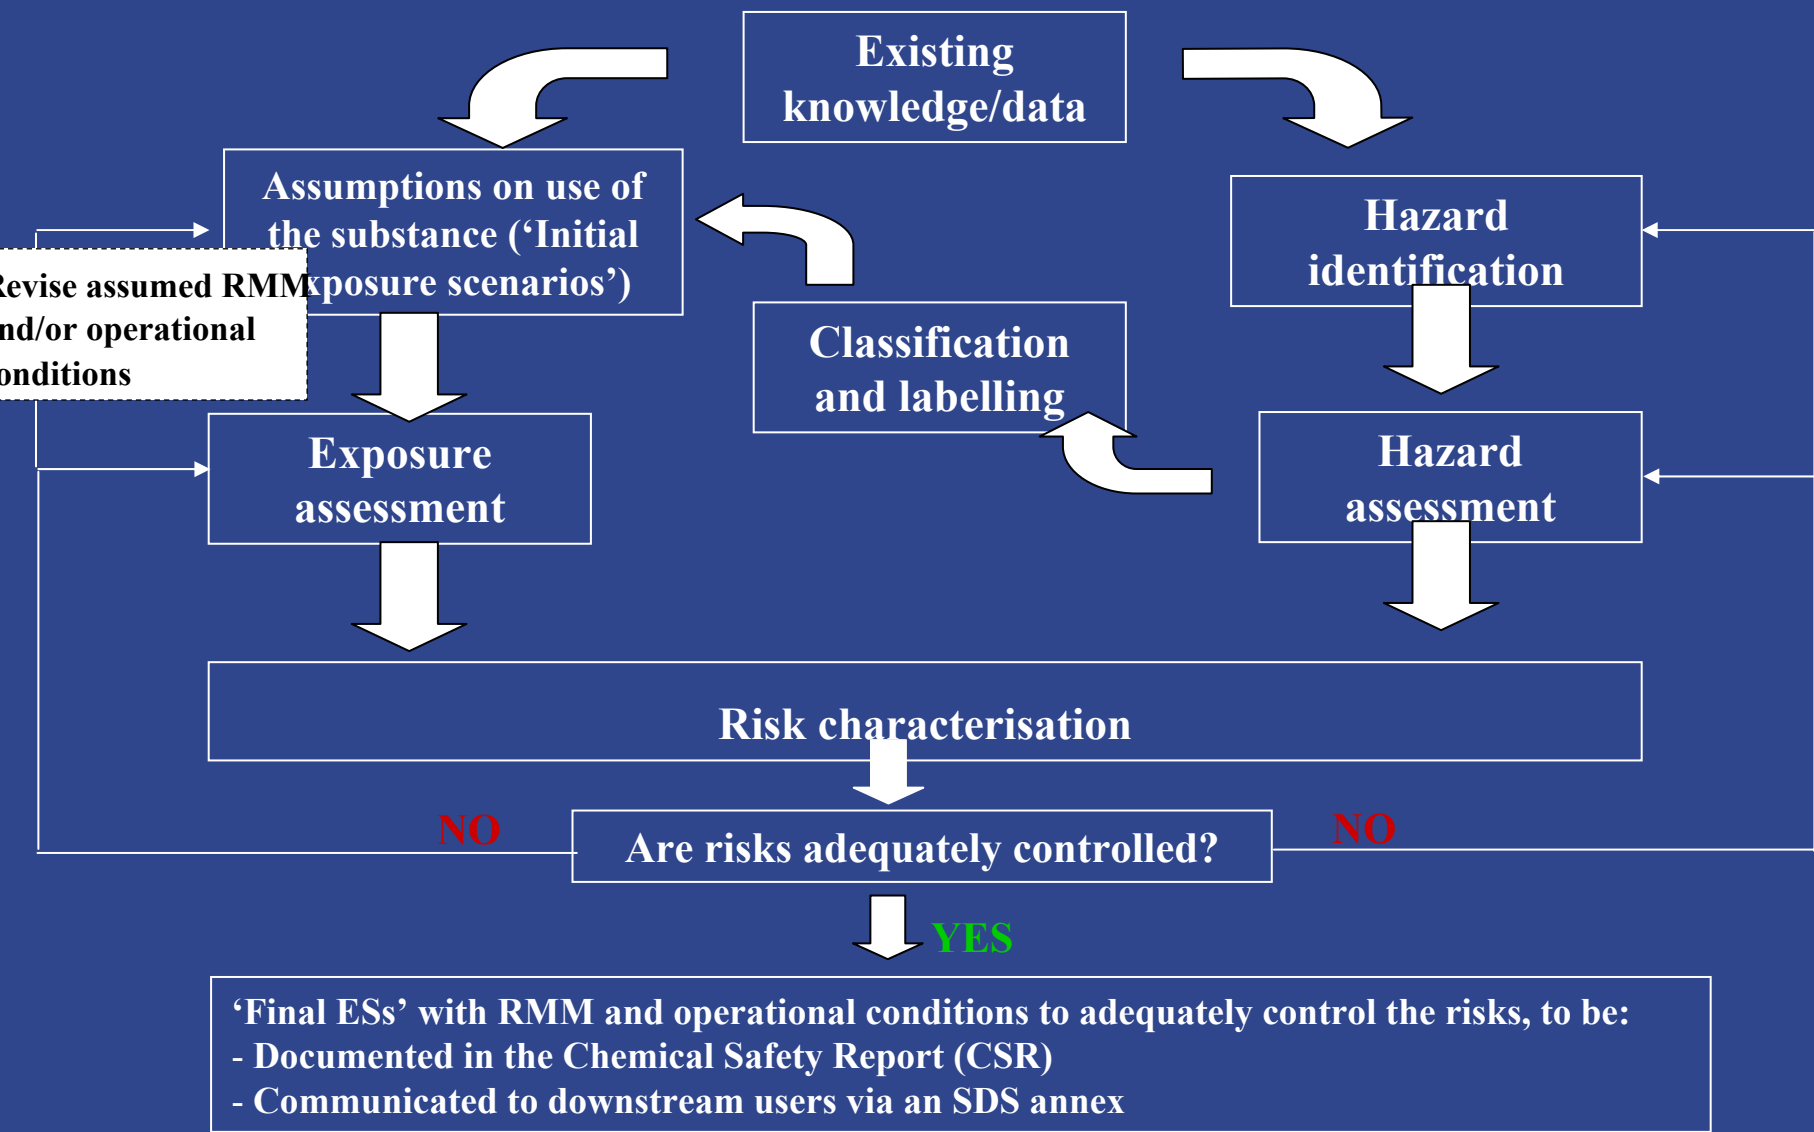 Existing
knowledge/data
Assumptions on use of
the substance (‘Initial
xposure scenarios’)
Hazard
identification
Revise assumed RMM
nd/or operational
onditions
Classification
and labelling
Exposure
assessment
Hazard
assessment
Risk characterisation
NO
Are risks adequately controlled?
NO
YES
‘Final ESs’ with RMM and operational conditions to adequately control the risks, to be:
- Documented in the Chemical Safety Report (CSR)
- Communicated to downstream users via an SDS annex